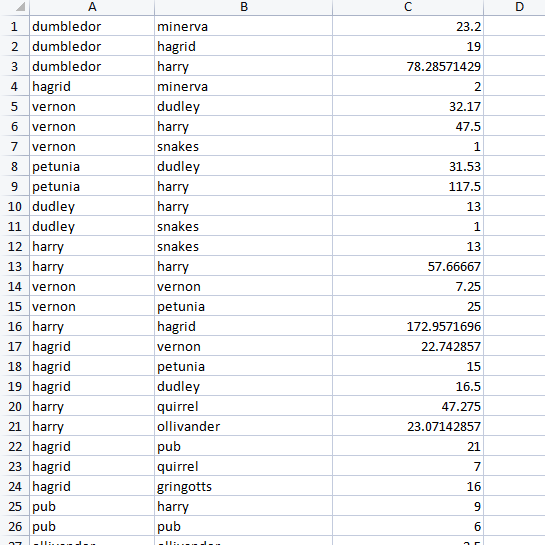 A B C D
1 dumbledor minerva 23.2
2 dumbledor hagrid 19
3 dumbledor harry 78.28571429
4 hagrid minerva 2
5 vernon dudley 32.17
6 vernon harry 47.5
7 vernon snakes 1
8 petunia dudley 31.53
9 petunia harry 117.5
10 dudley harry 13
11 dudley snakes 1
12 harry snakes 13
13 harry harry 57.66667
14 vernon vernon 7.25
15 vernon petunia 25
16 harry hagrid 172.9571696
17 hagrid vernon 22.742857
18 hagrid petunia 15
19 hagrid dudley 16.5
20 harry quirrel 47.275
21 harry ollivander 23.07142857
22 hagrid pub 21
23 hagrid quirrel 7
24 hagrid gringotts 16
25 pub harry 9
26 pub pub 6
27 ollivander ollivander